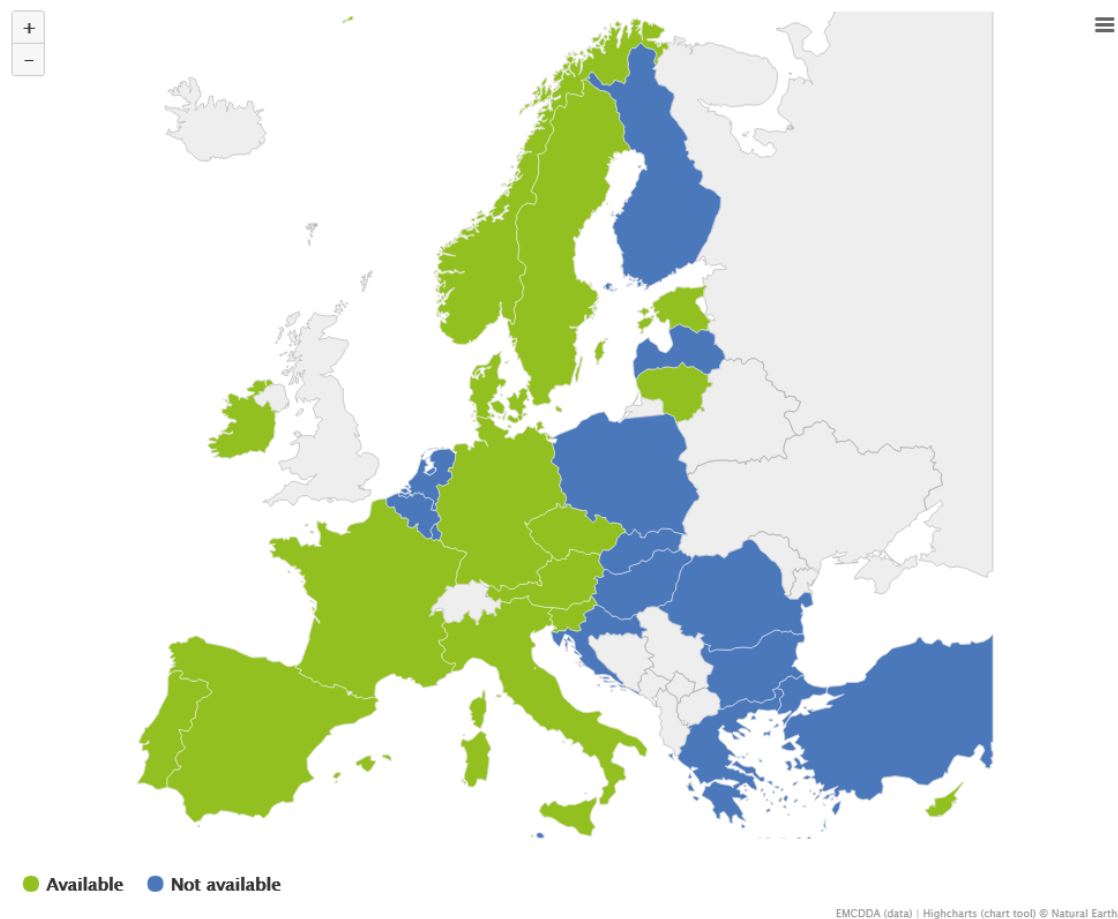 +
−
Available Not available
EMCDDA (data) | Highcharts (chart tool) © Natural Earth